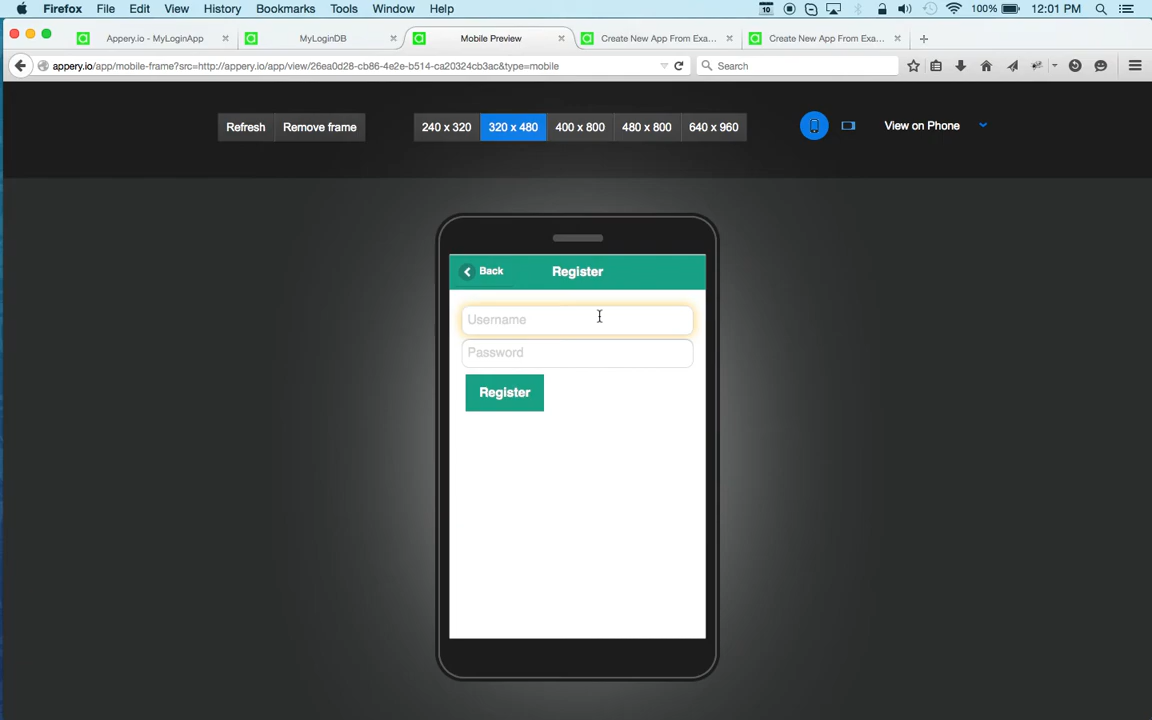 Firefox File Edit View History Bookmarks Tools Window Help 10 100% 12:01 PM
Appery.io - MyLoginApp MyLoginDB Mobile Preview Create New App From Exa... Create New App From Exa...
appery.io/app/mobile-frame?src=http://appery.io/app/view/26ea0d28-cb86-4e2e-b514-ca20324cb3ac&type=mobile Search
Refresh Remove frame 240 x 320 320 x 480 400 x 800 480 x 800 640 x 960 View on Phone
Back Register
Username
Password
Register